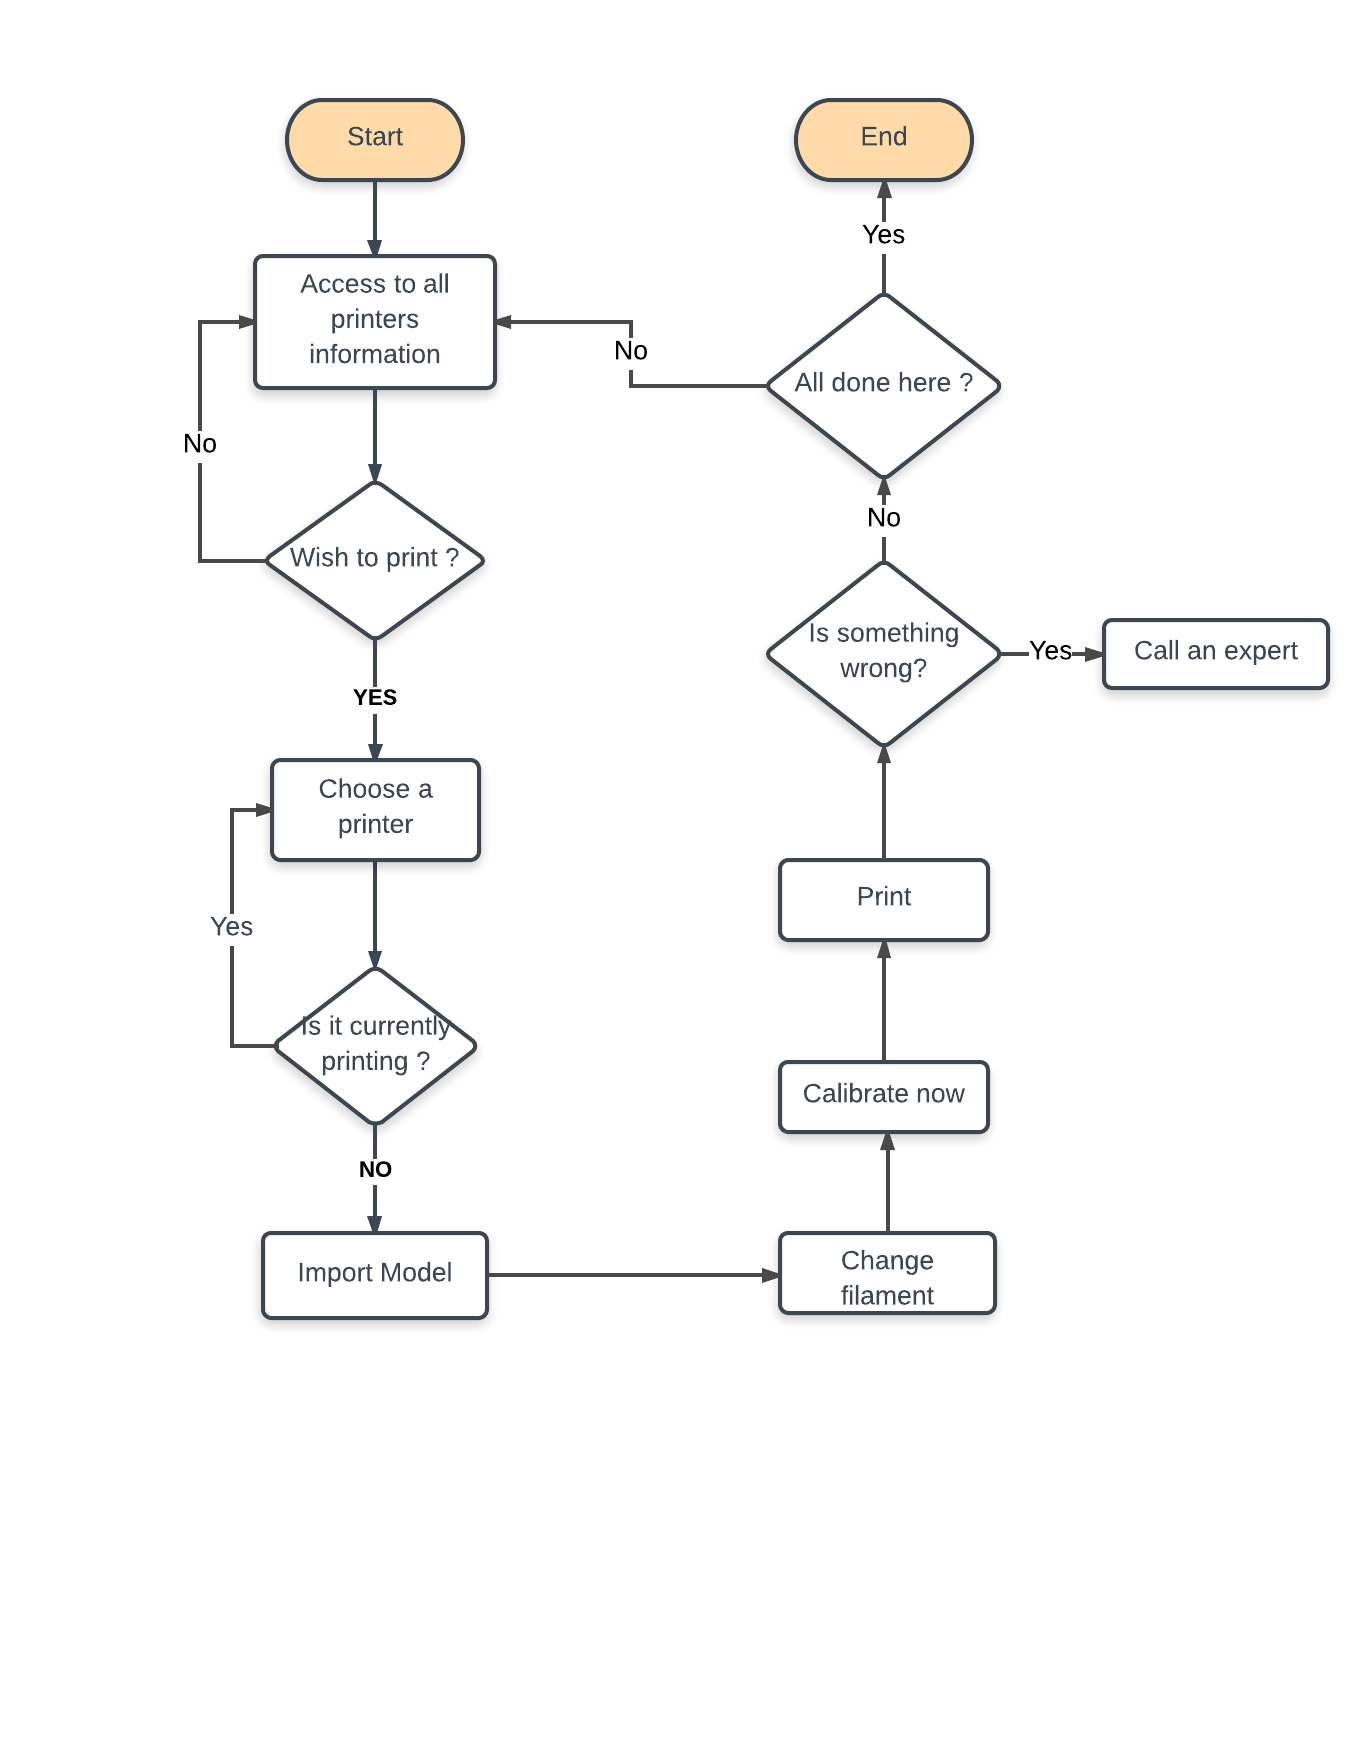 Start
Access to all
printers
information
No
Wish to print ?
YES
Choose a
printer
Yes
Is it currently
printing ?
NO
Import Model
Change
filament
Calibrate now
Print
Is something
wrong?
Yes
Call an expert
No
All done here ?
No
Yes
End